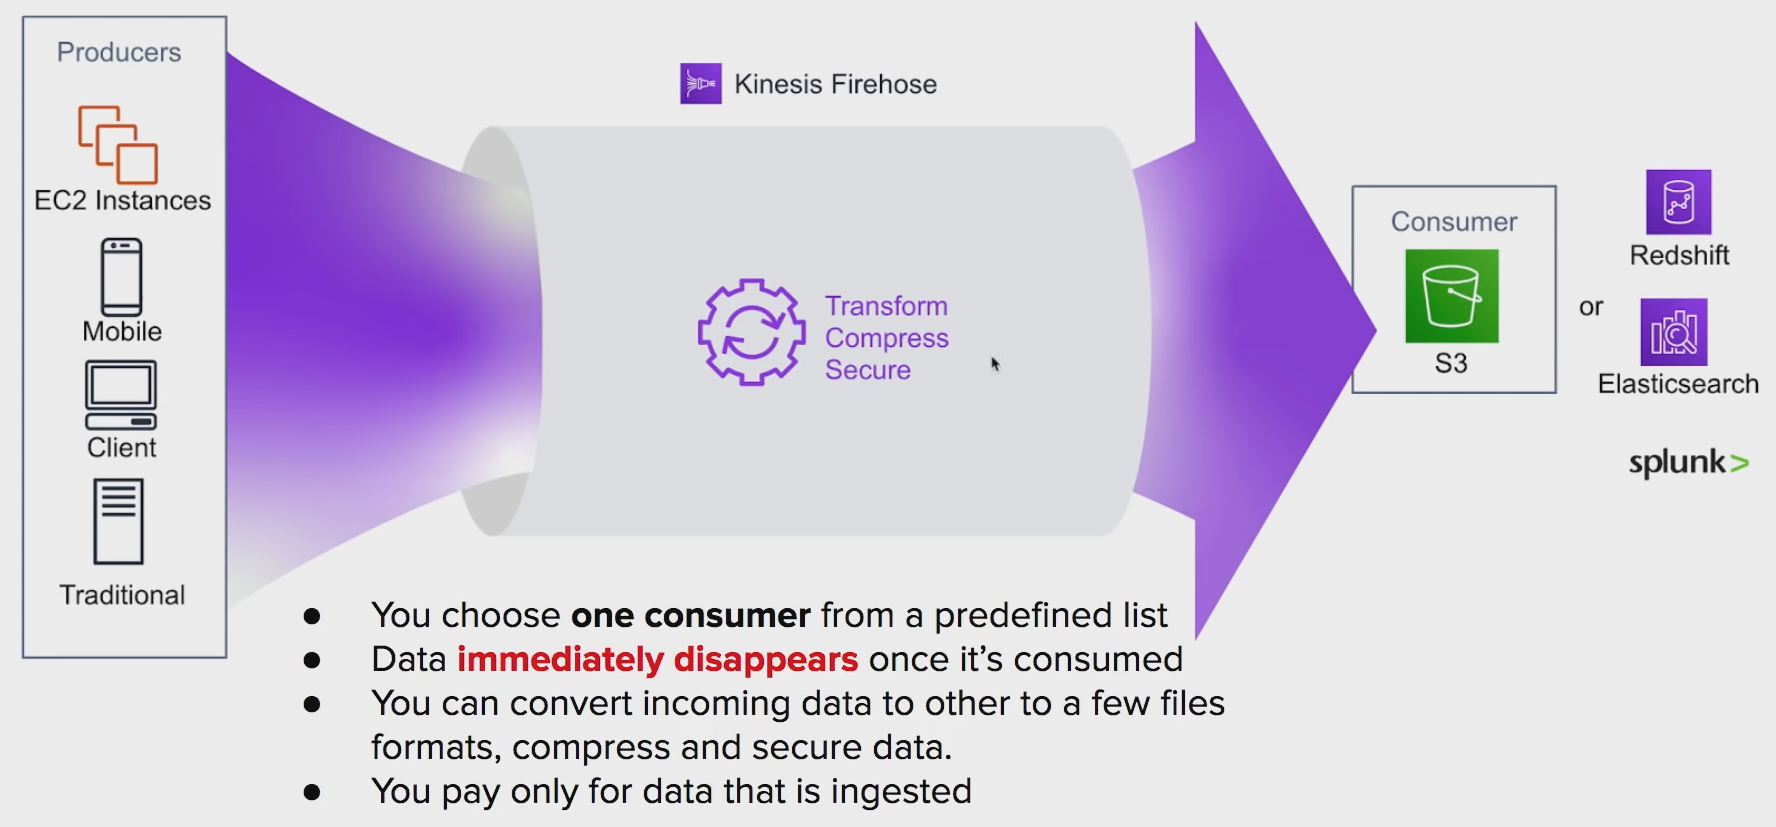 Producers
EC2 Instances
Mobile
Client
Traditional
Kinesis Firehose
Transform
Compress
Secure
Consumer
S3
or
Redshift
Elasticsearch
splunk>
● You choose one consumer from a predefined list
● Data immediately disappears once it’s consumed
● You can convert incoming data to other to a few files
formats, compress and secure data.
● You pay only for data that is ingested